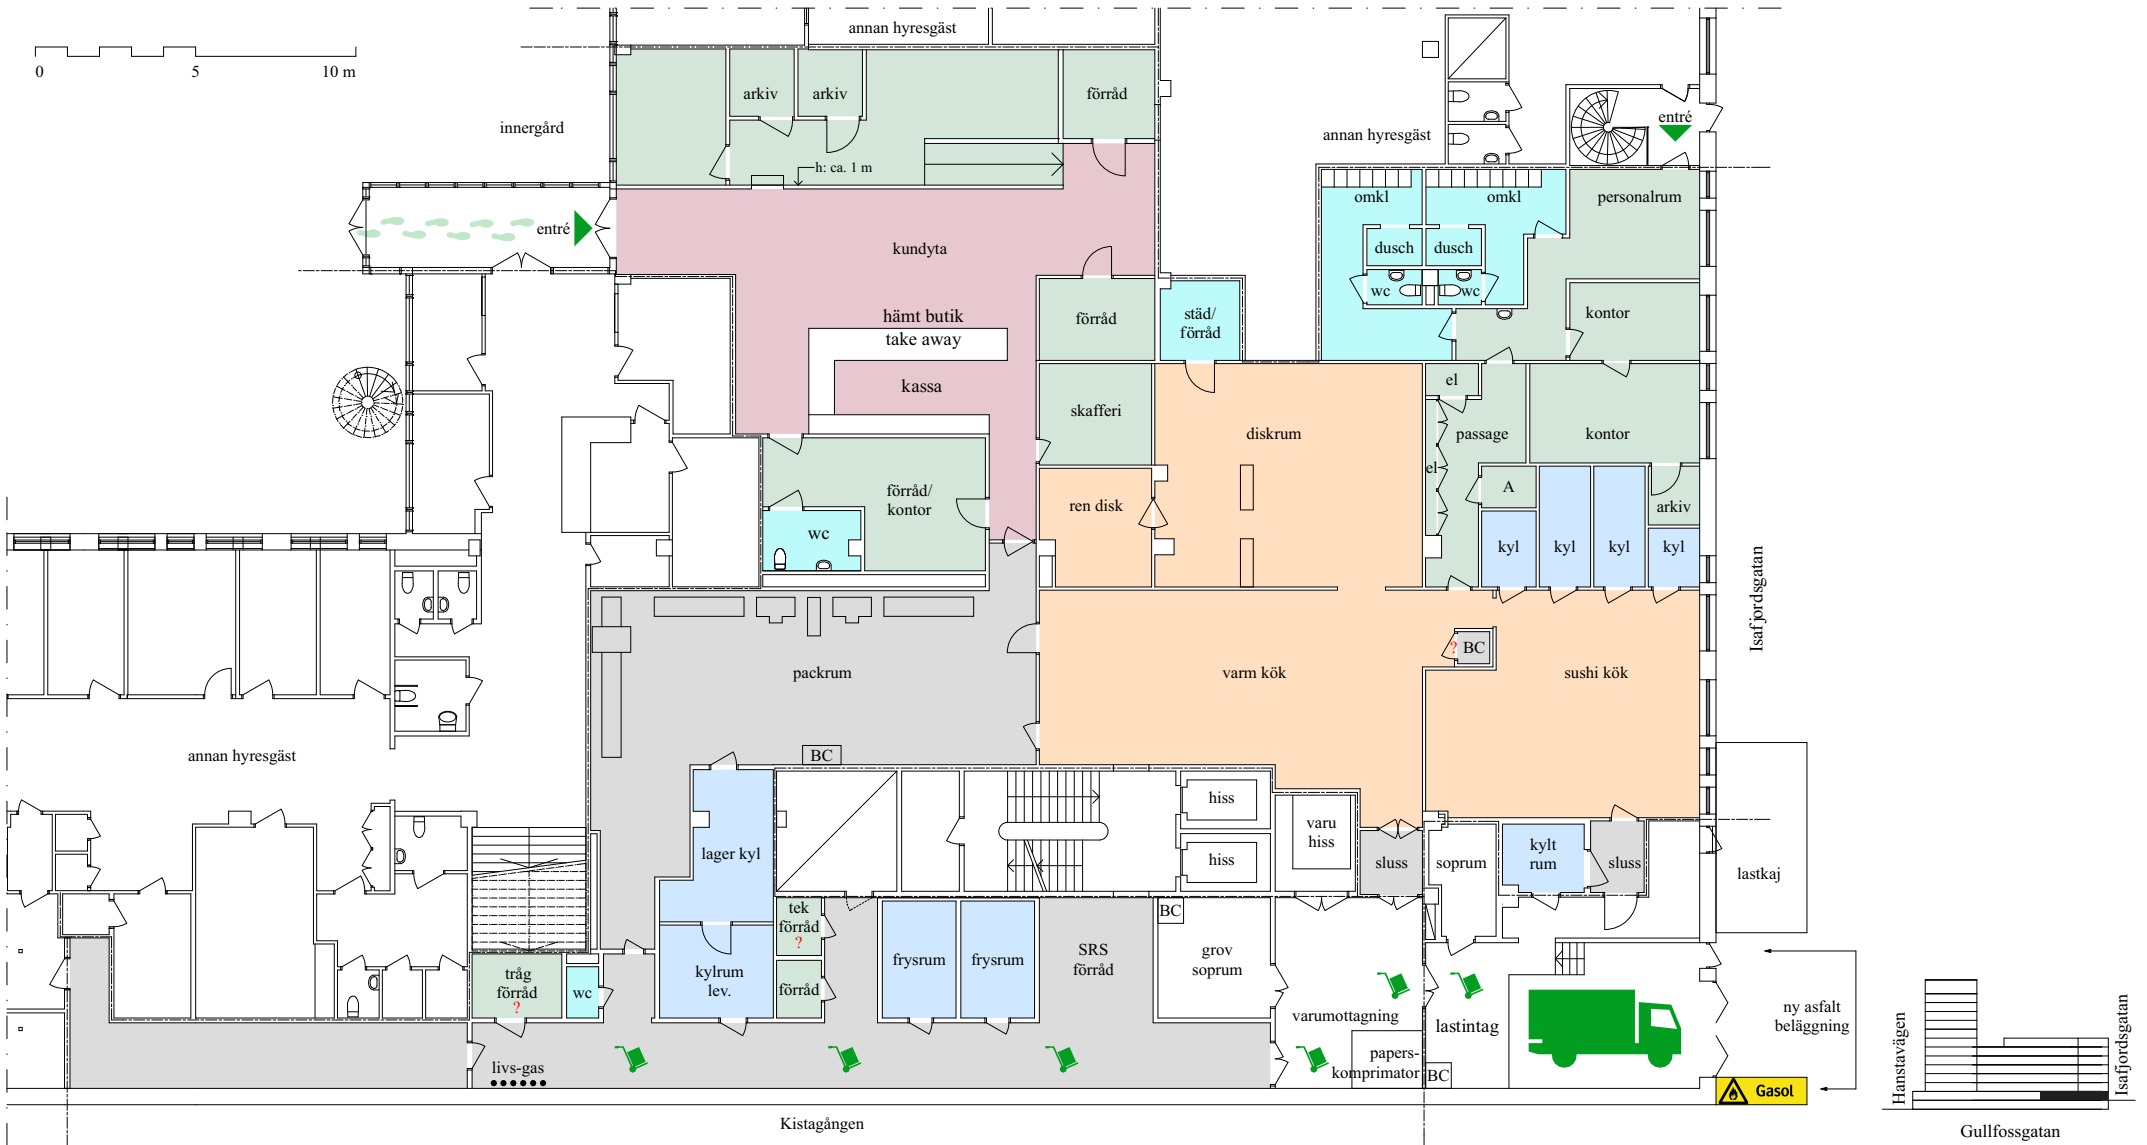 annan hyresgäst
0
5
10 m
arkiv
arkiv
förråd
innergård
annan hyresgäst
entré
h: ca. 1 m
omkl
omkl
personalrum
entré
kundyta
dusch
dusch
wc
wc
hämt butik
take away
förråd
städ/
förråd
kontor
kassa
el
skafferi
diskrum
passage
kontor
el
förråd/
kontor
ren disk
A
arkiv
wc
kyl
kyl
kyl
kyl
Isafjordsgatan
packrum
varm kök
? BC
sushi kök
annan hyresgäst
BC
hiss
varu
hiss
lager kyl
hiss
sluss
soprum
kylt
rum
sluss
lastkaj
tek
förråd
?
BC
tråg
förråd
?
wc
kylrum
lev.
förråd
frysrum
frysrum
SRS
förråd
grov
soprum
varumottagning
lastintag
ny asfalt
beläggning
livs-gas
papers-
komprimator
BC
Gasol
Hanstavägen
Isafjordsgatan
Kistagången
Gullfossgatan